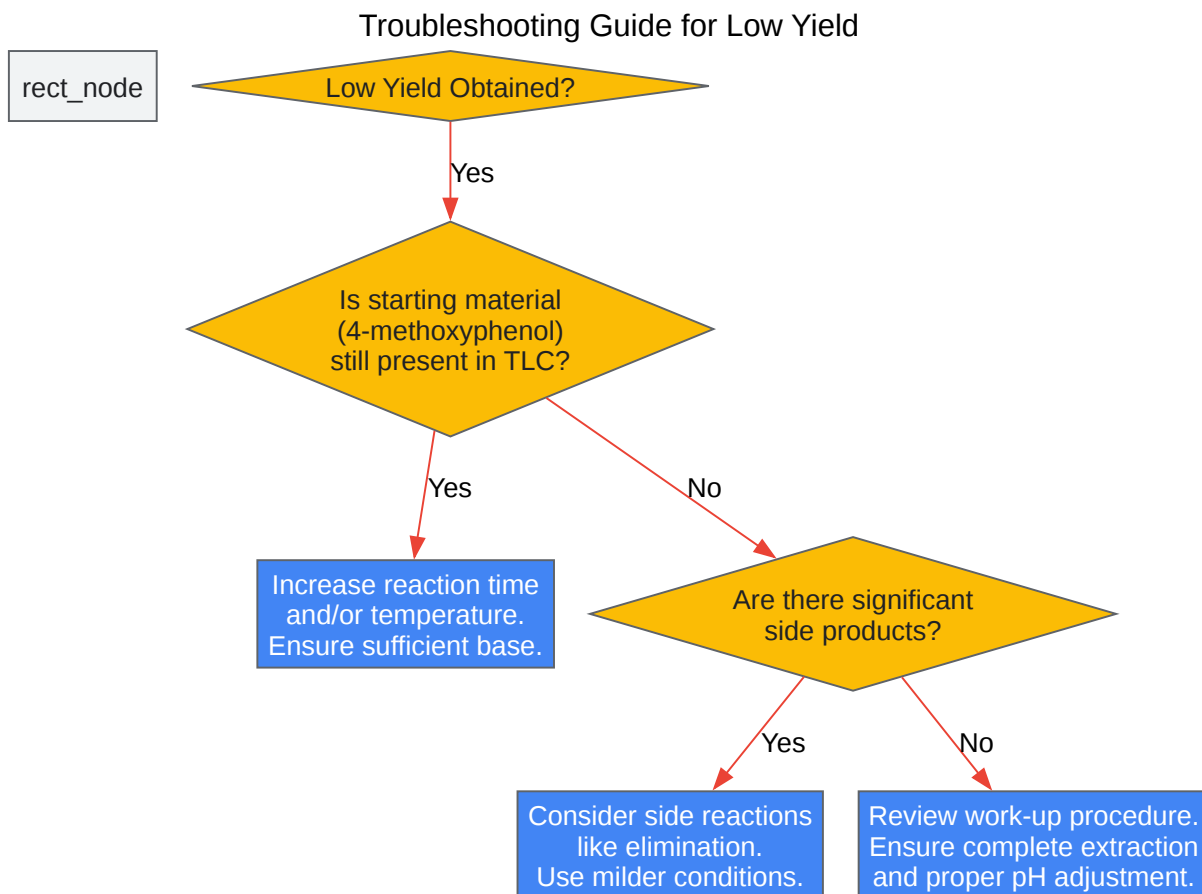 Troubleshooting Guide for Low Yield
rect_node
Low Yield Obtained?
Yes
Is starting material
(4-methoxyphenol)
still present in TLC?
Yes
No
Increase reaction time
and/or temperature.
Ensure sufficient base.
Are there significant
side products?
Yes
No
Consider side reactions
like elimination.
Use milder conditions.
Review work-up procedure.
Ensure complete extraction
and proper pH adjustment.